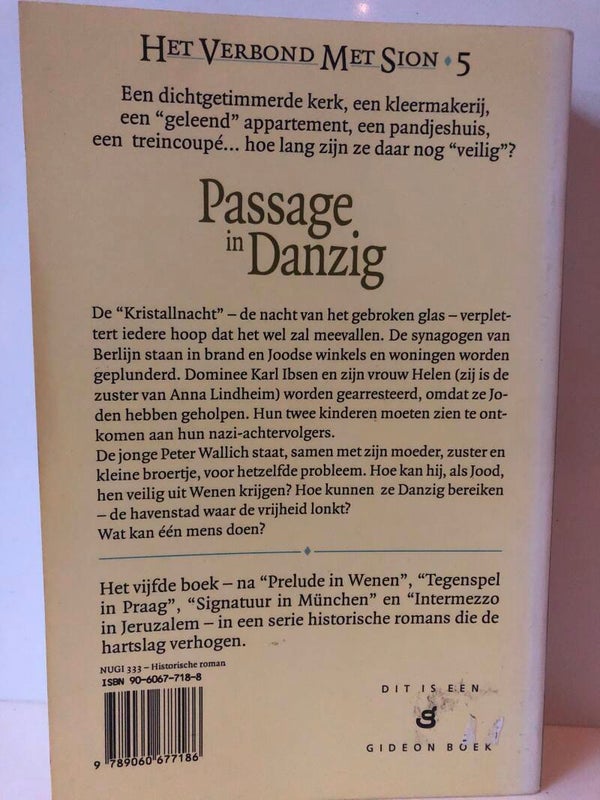 HET VERBOND MET SION ⬩ 5
Een dichtgetimmerde kerk, een kleermakerij,
een “geleend” appartement, een pandjeshuis,
een treincoupé... hoe lang zijn ze daar nog “veilig”?
Passage
in Danzig
De “Kristallnacht” – de nacht van het gebroken glas – verplet-
tert iedere hoop dat het wel zal meevallen. De synagogen van
Berlijn staan in brand en Joodse winkels en woningen worden
geplunderd. Dominee Karl Ibsen en zijn vrouw Helen (zij is de
zuster van Anna Lindheim) worden gearresteerd, omdat ze Jo-
den hebben geholpen. Hun twee kinderen moeten zien te ont-
komen aan hun nazi-achtervolgers.
De jonge Peter Wallich staat, samen met zijn moeder, zuster en
kleine broertje, voor hetzelfde probleem. Hoe kan hij, als Jood,
hen veilig uit Wenen krijgen? Hoe kunnen ze Danzig bereiken
– de havenstad waar de vrijheid lonkt?
Wat kan één mens doen?
Het vijfde boek – na “Prelude in Wenen”, “Tegenspel
in Praag”, “Signatuur in München” en “Intermezzo
in Jeruzalem – in een serie historische romans die de
hartslag verhogen.
NUGI 333 – Historische roman
ISBN 90-6067-718-8
9 789060 677186
DIT IS EEN
g
GIDEON BOEK